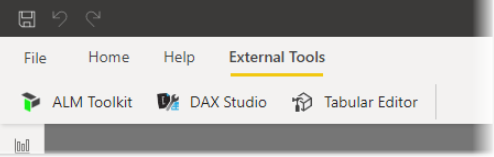 File Home Help External Tools
ALM Toolkit DAX Studio Tabular Editor